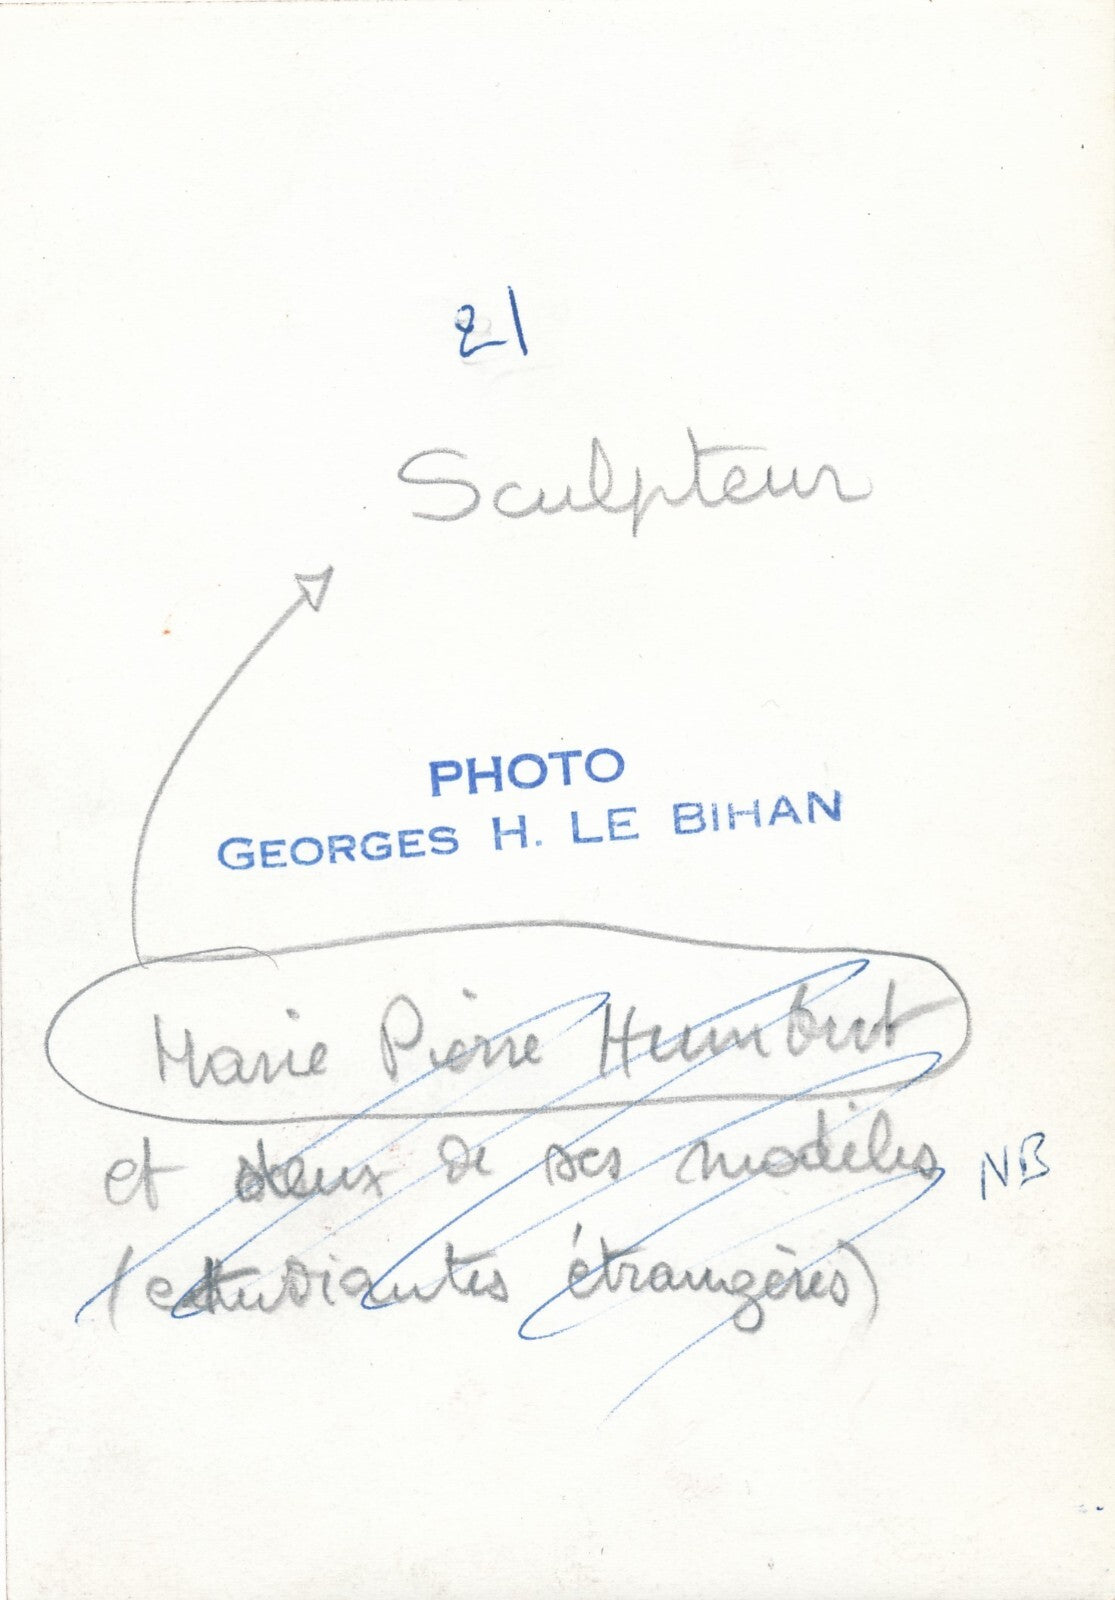 21
Sculpteur
PHOTO
GEORGES H. LE BIHAN
Marie Pierre Humbert
et deux de ses modèles NB
(étudiantes étrangères)